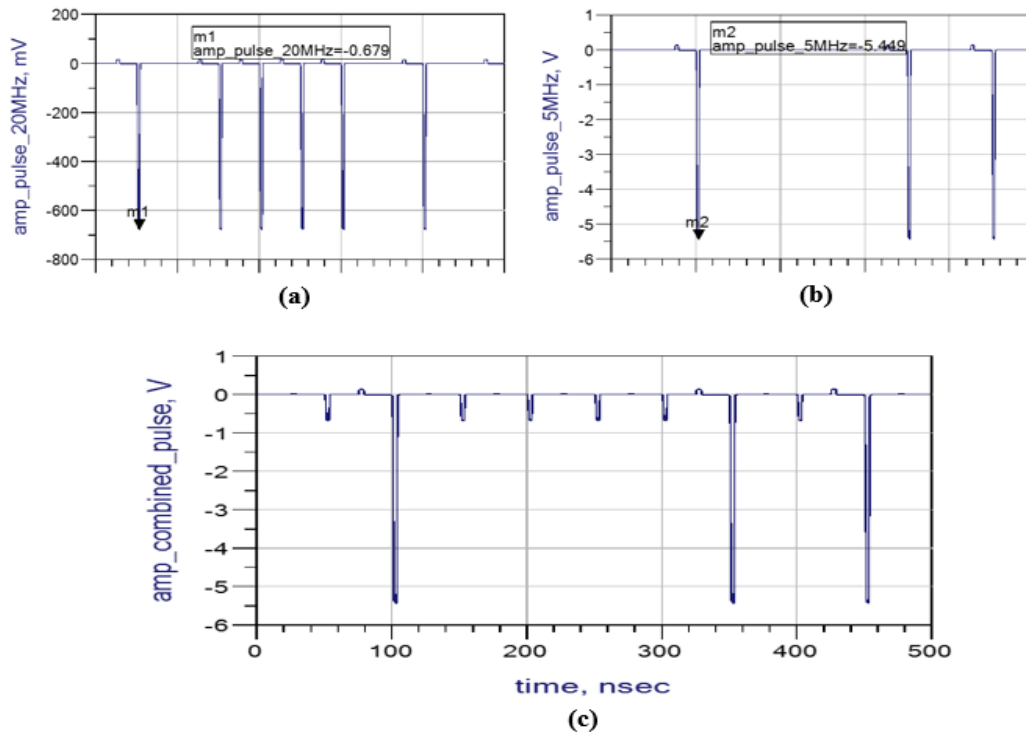 m1
amp_pulse_20MHz=-0.679
amp_pulse_20MHz, mV
200
0
-200
-400
-600
-800
m1
(a)
m2
amp_pulse_5MHz=-5.449
amp_pulse_5MHz, V
1
0
-1
-2
-3
-4
-5
-6
m2
(b)
amp_combined_pulse, V
1
0
-1
-2
-3
-4
-5
-6
0 100 200 300 400 500
time, nsec
(c)